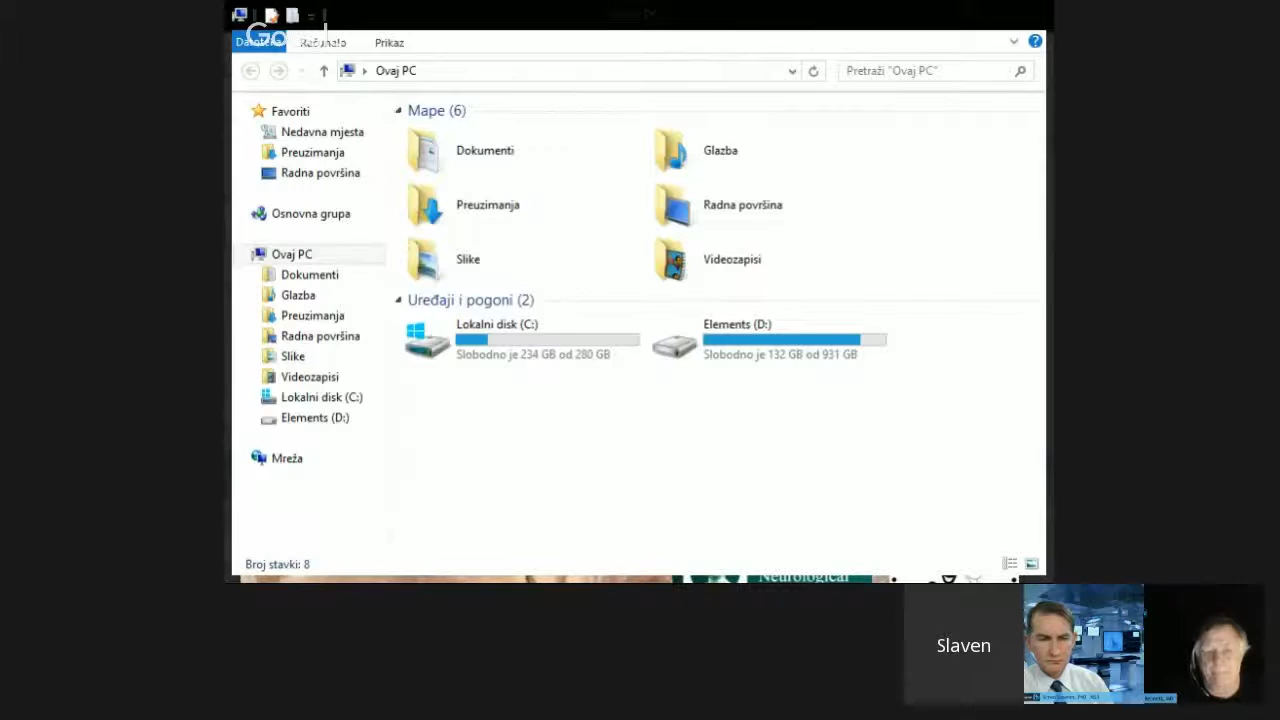 Datoteka Računalo Prikaz
Ovaj PC
Pretraži "Ovaj PC"
Favoriti
Nedavna mjesta
Preuzimanja
Radna površina
Osnovna grupa
Ovaj PC
Dokumenti
Glazba
Preuzimanja
Radna površina
Slike
Videozapisi
Lokalni disk (C:)
Elements (D:)
Mreža
Mape (6)
Dokumenti
Glazba
Preuzimanja
Radna površina
Slike
Videozapisi
Uređaji i pogoni (2)
Lokalni disk (C:)
Slobodno je 234 GB od 280 GB
Elements (D:)
Slobodno je 132 GB od 931 GB
Broj stavki: 8
Neurological
Slaven